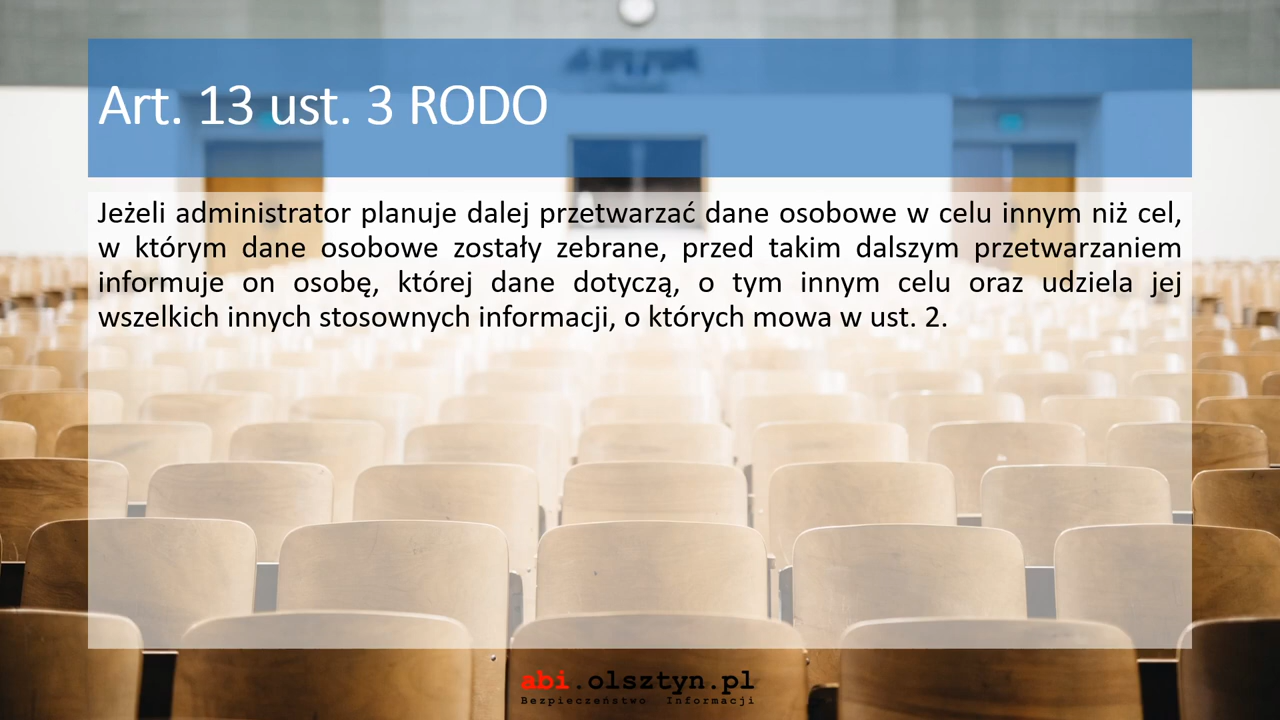 Art. 13 ust. 3 RODO
Jeżeli administrator planuje dalej przetwarzać dane osobowe w celu innym niż cel,
w którym dane osobowe zostały zebrane, przed takim dalszym przetwarzaniem
informuje on osobę, której dane dotyczą, o tym innym celu oraz udziela jej
wszelkich innych stosownych informacji, o których mowa w ust. 2.
abi.olsztyn.pl
Bezpieczeństwo Informacji